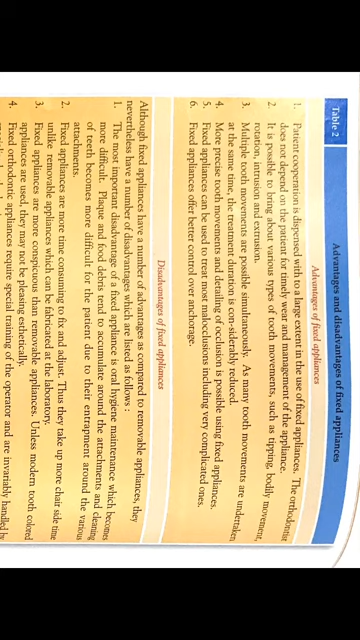 Table 2
Advantages and disadvantages of fixed appliances
Advantages of fixed appliances
1. Patient cooperation is dispensed with to a large extent in the use of fixed appliances. The orthodontist
does not depend on the patient for timely wear and management of the appliance.
2. It is possible to bring about various types of tooth movements, such as tipping, bodily movement,
rotation, intrusion and extrusion.
3. Multiple tooth movements are possible simultaneously. As many tooth movements are undertaken
at the same time, the treatment duration is con-siderably reduced.
4. More precise tooth movements and detailing of occlusion is possible using fixed appliances.
5. Fixed appliances can be used to treat most malocclusions including very complicated ones.
6. Fixed appliances offer better control over anchorage.
Disadvantages of fixed appliances
Although fixed appliances have a number of advantages as compared to removable appliances, they
nevertheless have a number of disadvantages which are listed as follows :
1. The most important disadvantage of a fixed appliance is oral hygiene maintenance which becomes
more difficult. Plaque and food debris tend to accumulate around the attachments and cleaning
of teeth becomes more difficult for the patient due to their entrapment around the various
attachments.
2. Fixed appliances are more time consuming to fix and adjust. Thus they take up more chair side time
unlike removable appliances which can be fabricated at the laboratory.
3. Fixed appliances are more conspicuous than removable appliances. Unless modern tooth colored
appliances are used, they may not be pleasing esthetically.
4. Fixed orthodontic appliances require special training of the operator and are invariably handled by